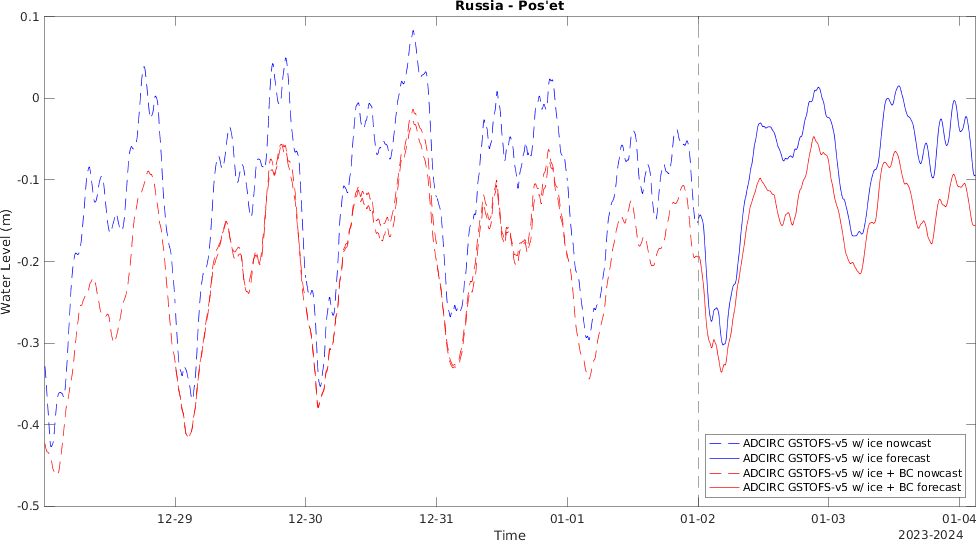 Russia - Pos'et
Water Level (m)
0.1
0
-0.1
-0.2
-0.3
-0.4
-0.5
ADCIRC GSTOFS-v5 w/ ice nowcast
ADCIRC GSTOFS-v5 w/ ice forecast
ADCIRC GSTOFS-v5 w/ ice + BC nowcast
ADCIRC GSTOFS-v5 w/ ice + BC forecast
12-29
12-30
12-31
01-01
01-02
01-03
01-04
Time
2023-2024